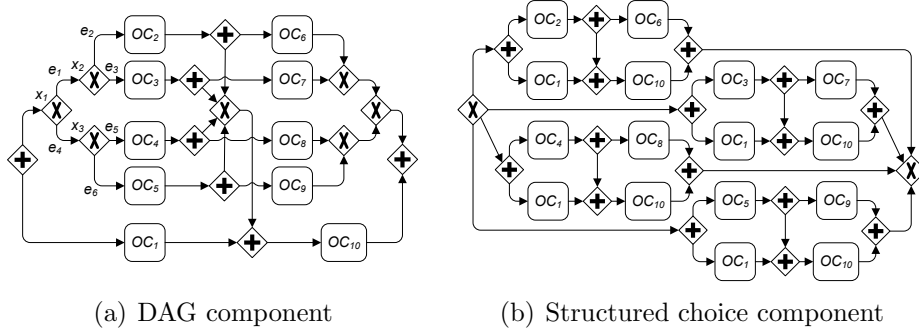 e₂ OC₂ OC₆
e₁ x₂ e₃ OC₃ OC₇
x₁
x₃ e₅ OC₄ OC₈
e₄
e₆ OC₅ OC₉
OC₁ OC₁₀
(a) DAG component
OC₂ OC₆
OC₁ OC₁₀
OC₃ OC₇
OC₁ OC₁₀
OC₄ OC₈
OC₁ OC₁₀
OC₅ OC₉
OC₁ OC₁₀
(b) Structured choice component